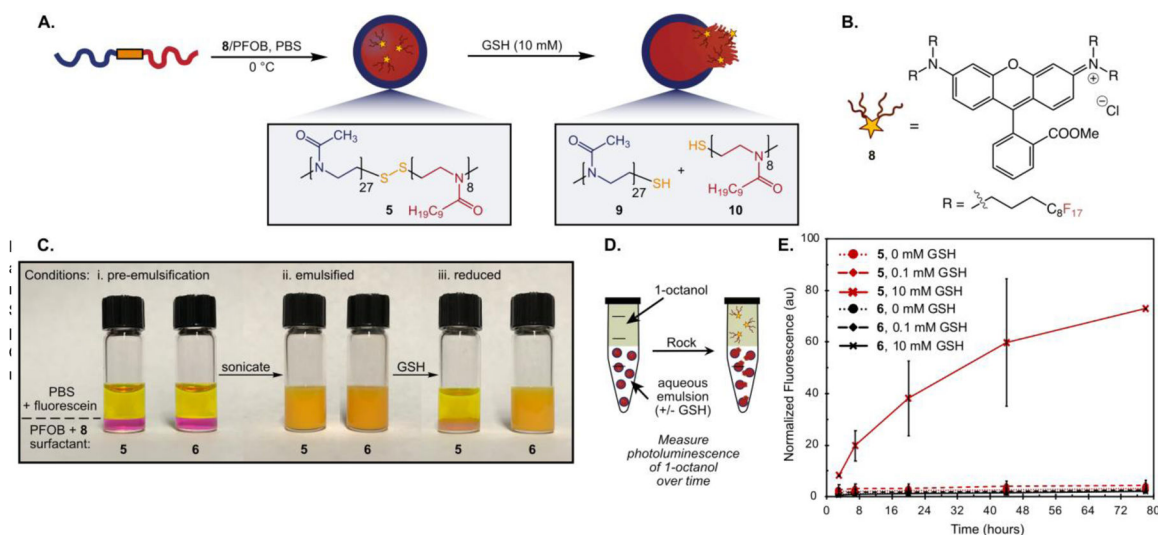 A.
8/PFOB, PBS
0 °C
GSH (10 mM)
O
CH3
N
27
S
S
N
8
H19C9
O
5
O
CH3
N
27
SH
9
+
HS
N
8
H19C9
O
10
B.
8
=
R
N
R
O
R
N
R
⊕
⊖Cl
COOMe
R =
C8F17
C.
Conditions: i. pre-emulsification
ii. emulsified
iii. reduced
sonicate
GSH
PBS
+ fluorescein
PFOB + 8
surfactant:
5
6
5
6
5
6
D.
1-octanol
Rock
aqueous
emulsion
(+/- GSH)
Measure
photoluminescence
of 1-octanol
over time
E.
Normalized Fluorescence (au)
100
80
60
40
20
0
5, 0 mM GSH
5, 0.1 mM GSH
5, 10 mM GSH
6, 0 mM GSH
6, 0.1 mM GSH
6, 10 mM GSH
0 8 16 24 32 40 48 56 64 72 80
Time (hours)